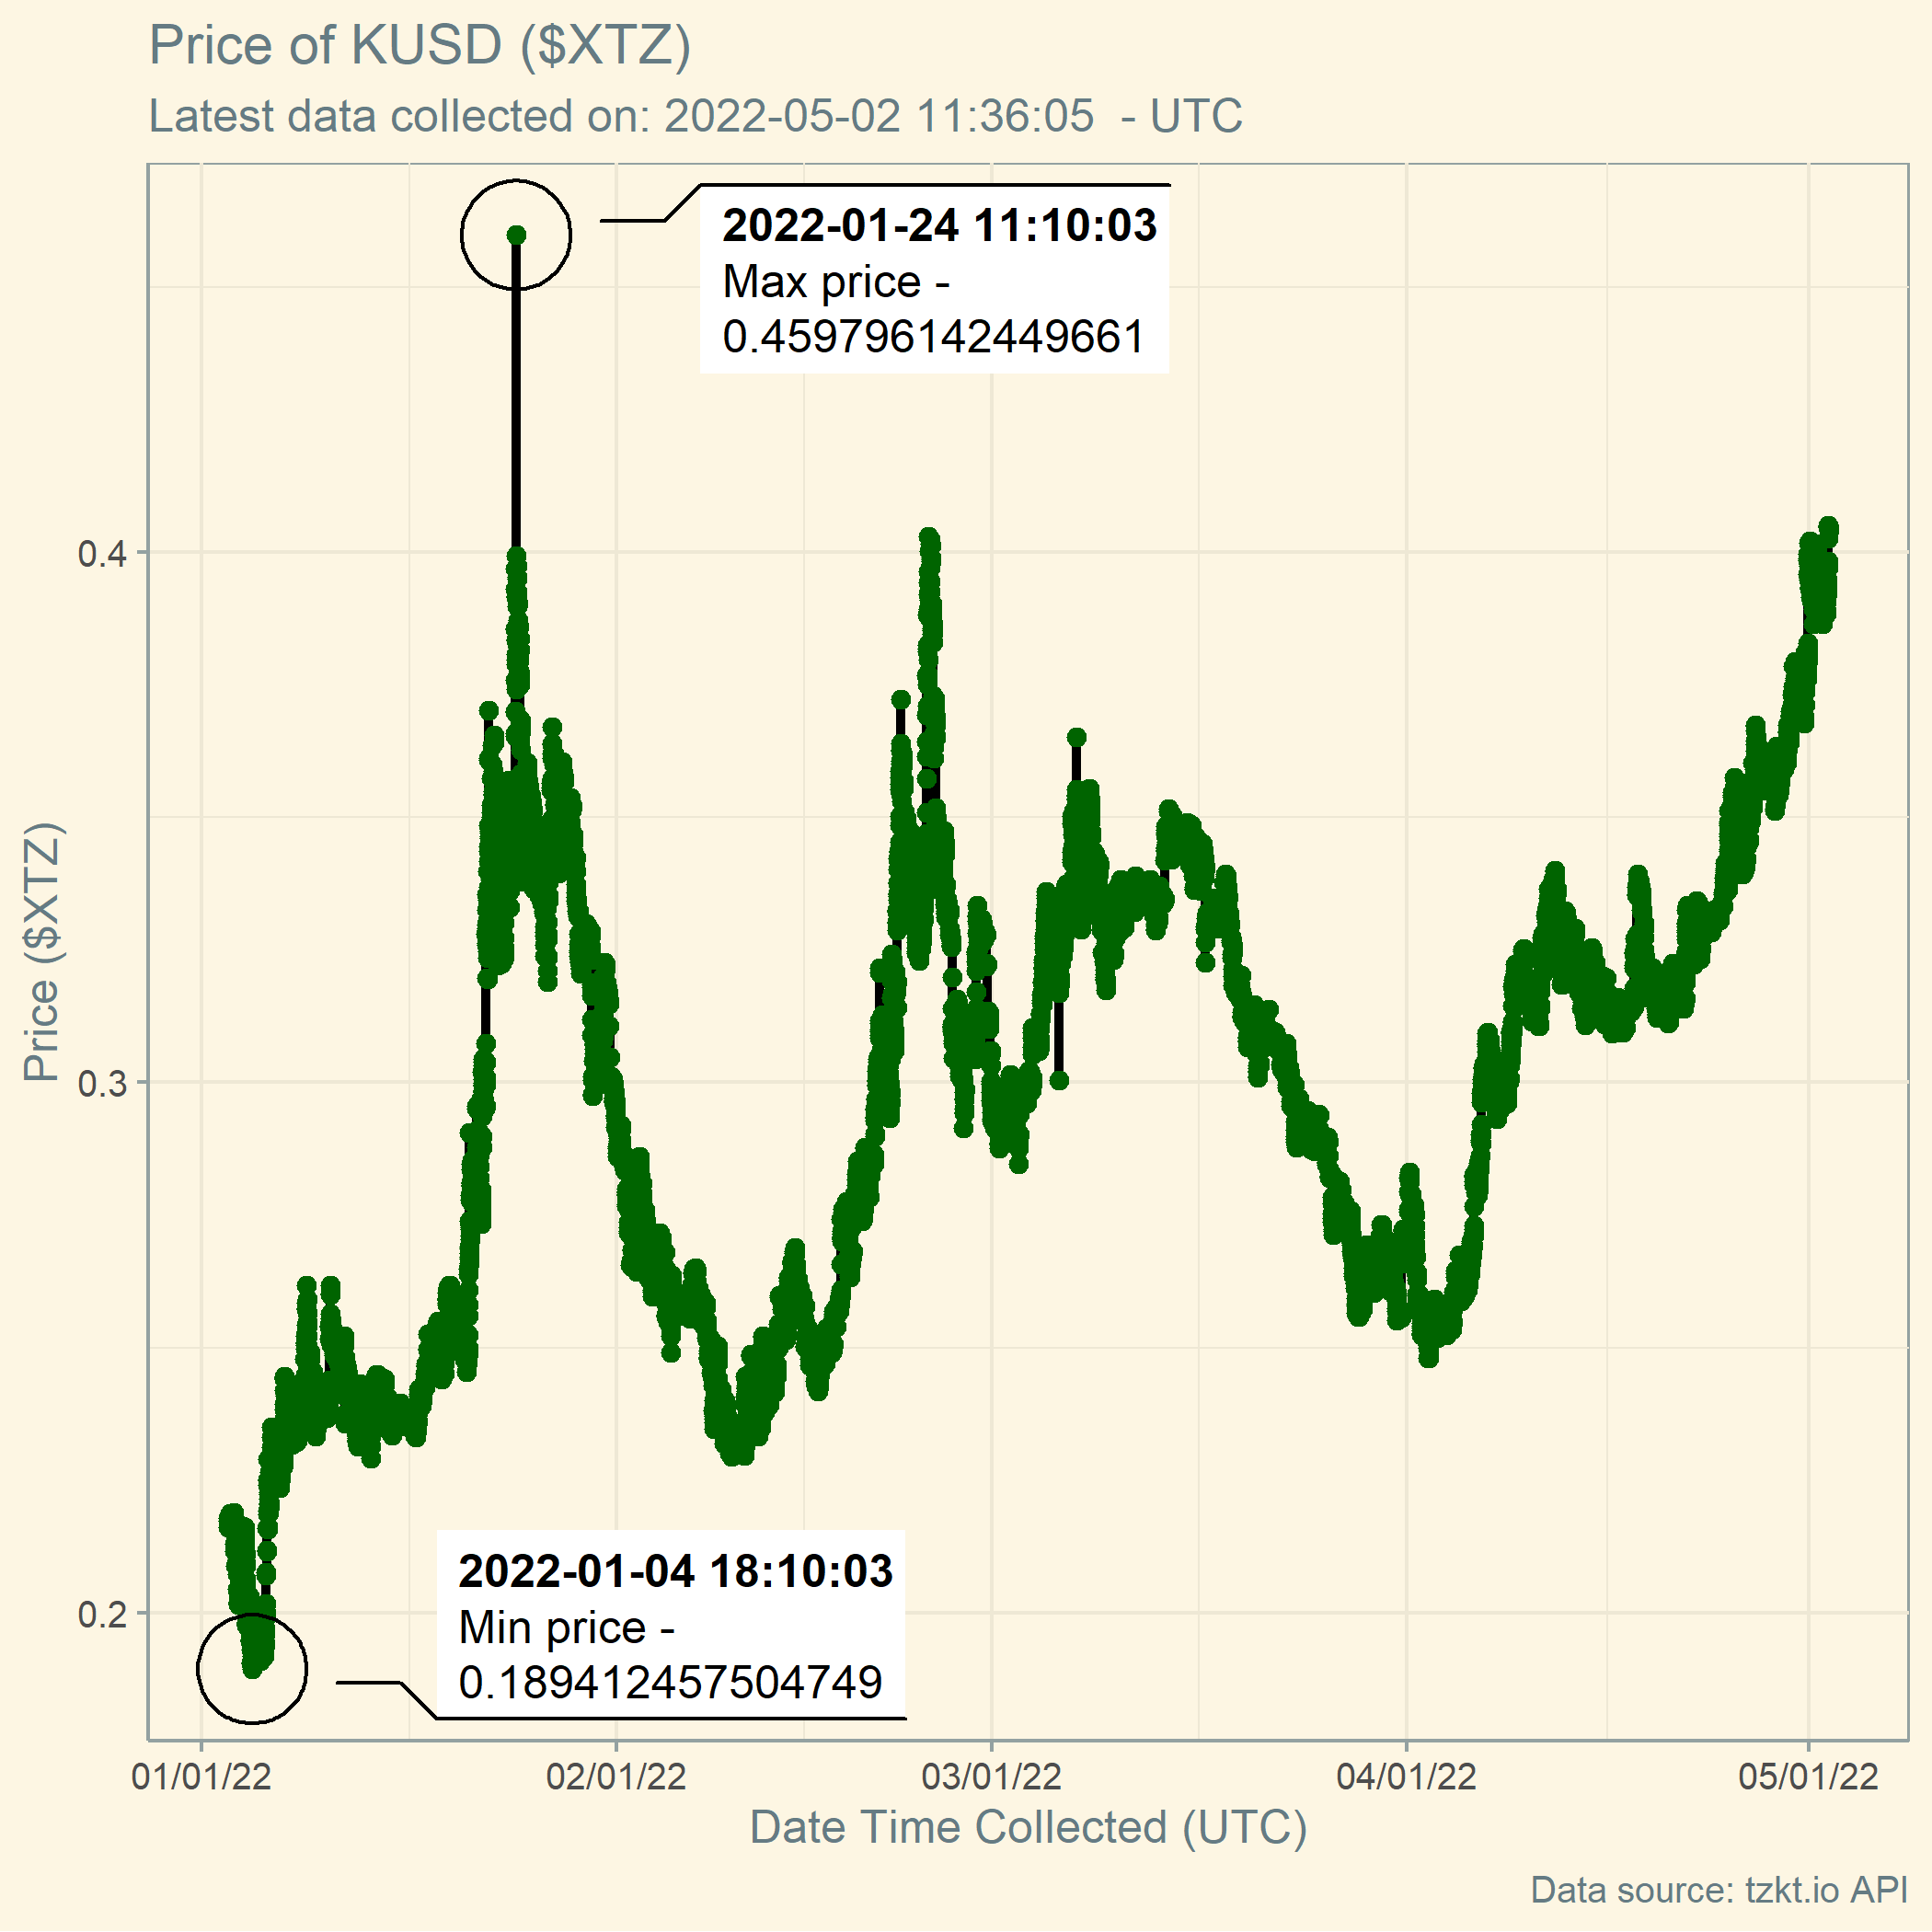 Price of KUSD ($XTZ)
Latest data collected on: 2022-05-02 11:36:05  - UTC
2022-01-24 11:10:03
Max price -
0.459796142449661
0.4
0.3
0.2
Price ($XTZ)
2022-01-04 18:10:03
Min price -
0.189412457504749
01/01/22
02/01/22
03/01/22
04/01/22
05/01/22
Date Time Collected (UTC)
Data source: tzkt.io API